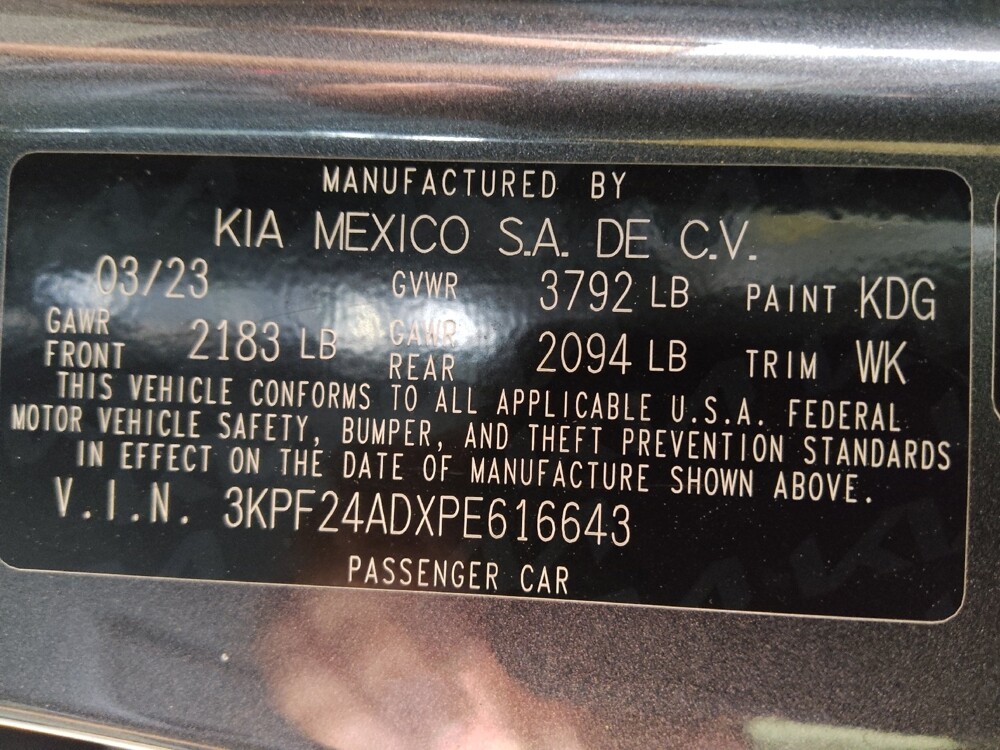 MANUFACTURED BY
KIA MEXICO S.A. DE C.V.
03/23 GVWR 3792 LB PAINT KDG
GAWR FRONT 2183 LB GAWR REAR 2094 LB TRIM WK
THIS VEHICLE CONFORMS TO ALL APPLICABLE U.S.A. FEDERAL
MOTOR VEHICLE SAFETY, BUMPER, AND THEFT PREVENTION STANDARDS
IN EFFECT ON THE DATE OF MANUFACTURE SHOWN ABOVE.
V.I.N. 3KPF24ADXPE616643
PASSENGER CAR